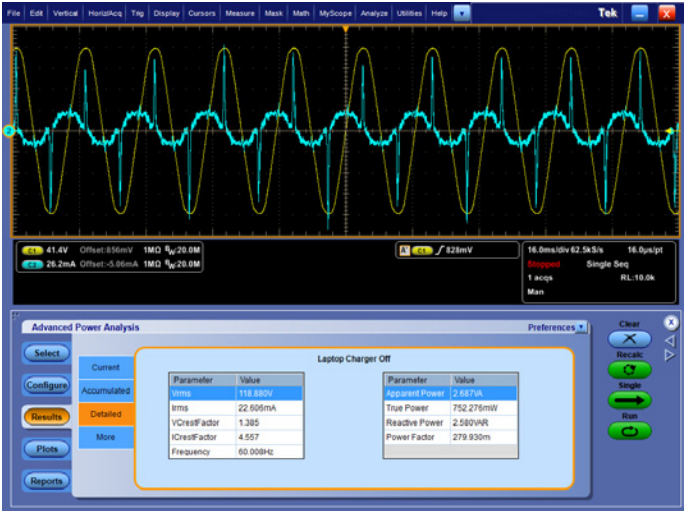 File Edit Vertical Horiz/Acq Trig Display Cursors Measure Mask Math MyScope Analyze Utilities Help Tek X
2
C1 41.4V Offset:856mV 1MΩ BW:20.0M
C2 26.2mA Offset:-5.06mA 1MΩ BW:20.0M
A' C1 828mV
16.0ms/div 62.5kS/s 16.0µs/pt
Stopped Single Seq
1 acqs RL:10.0k
Man
Advanced Power Analysis
Preferences
Select
Configure
Results
Plots
Reports
Current
Accumulated
Detailed
More
Laptop Charger Off
Parameter Value
Vrms 118.880V
Irms 22.606mA
VCrestFactor 1.385
ICrestFactor 4.557
Frequency 60.008Hz
Parameter Value
Apparent Power 2.687VA
True Power 752.276mW
Reactive Power 2.580VAR
Power Factor 279.930m
Clear
X
Recalc
Single
Run